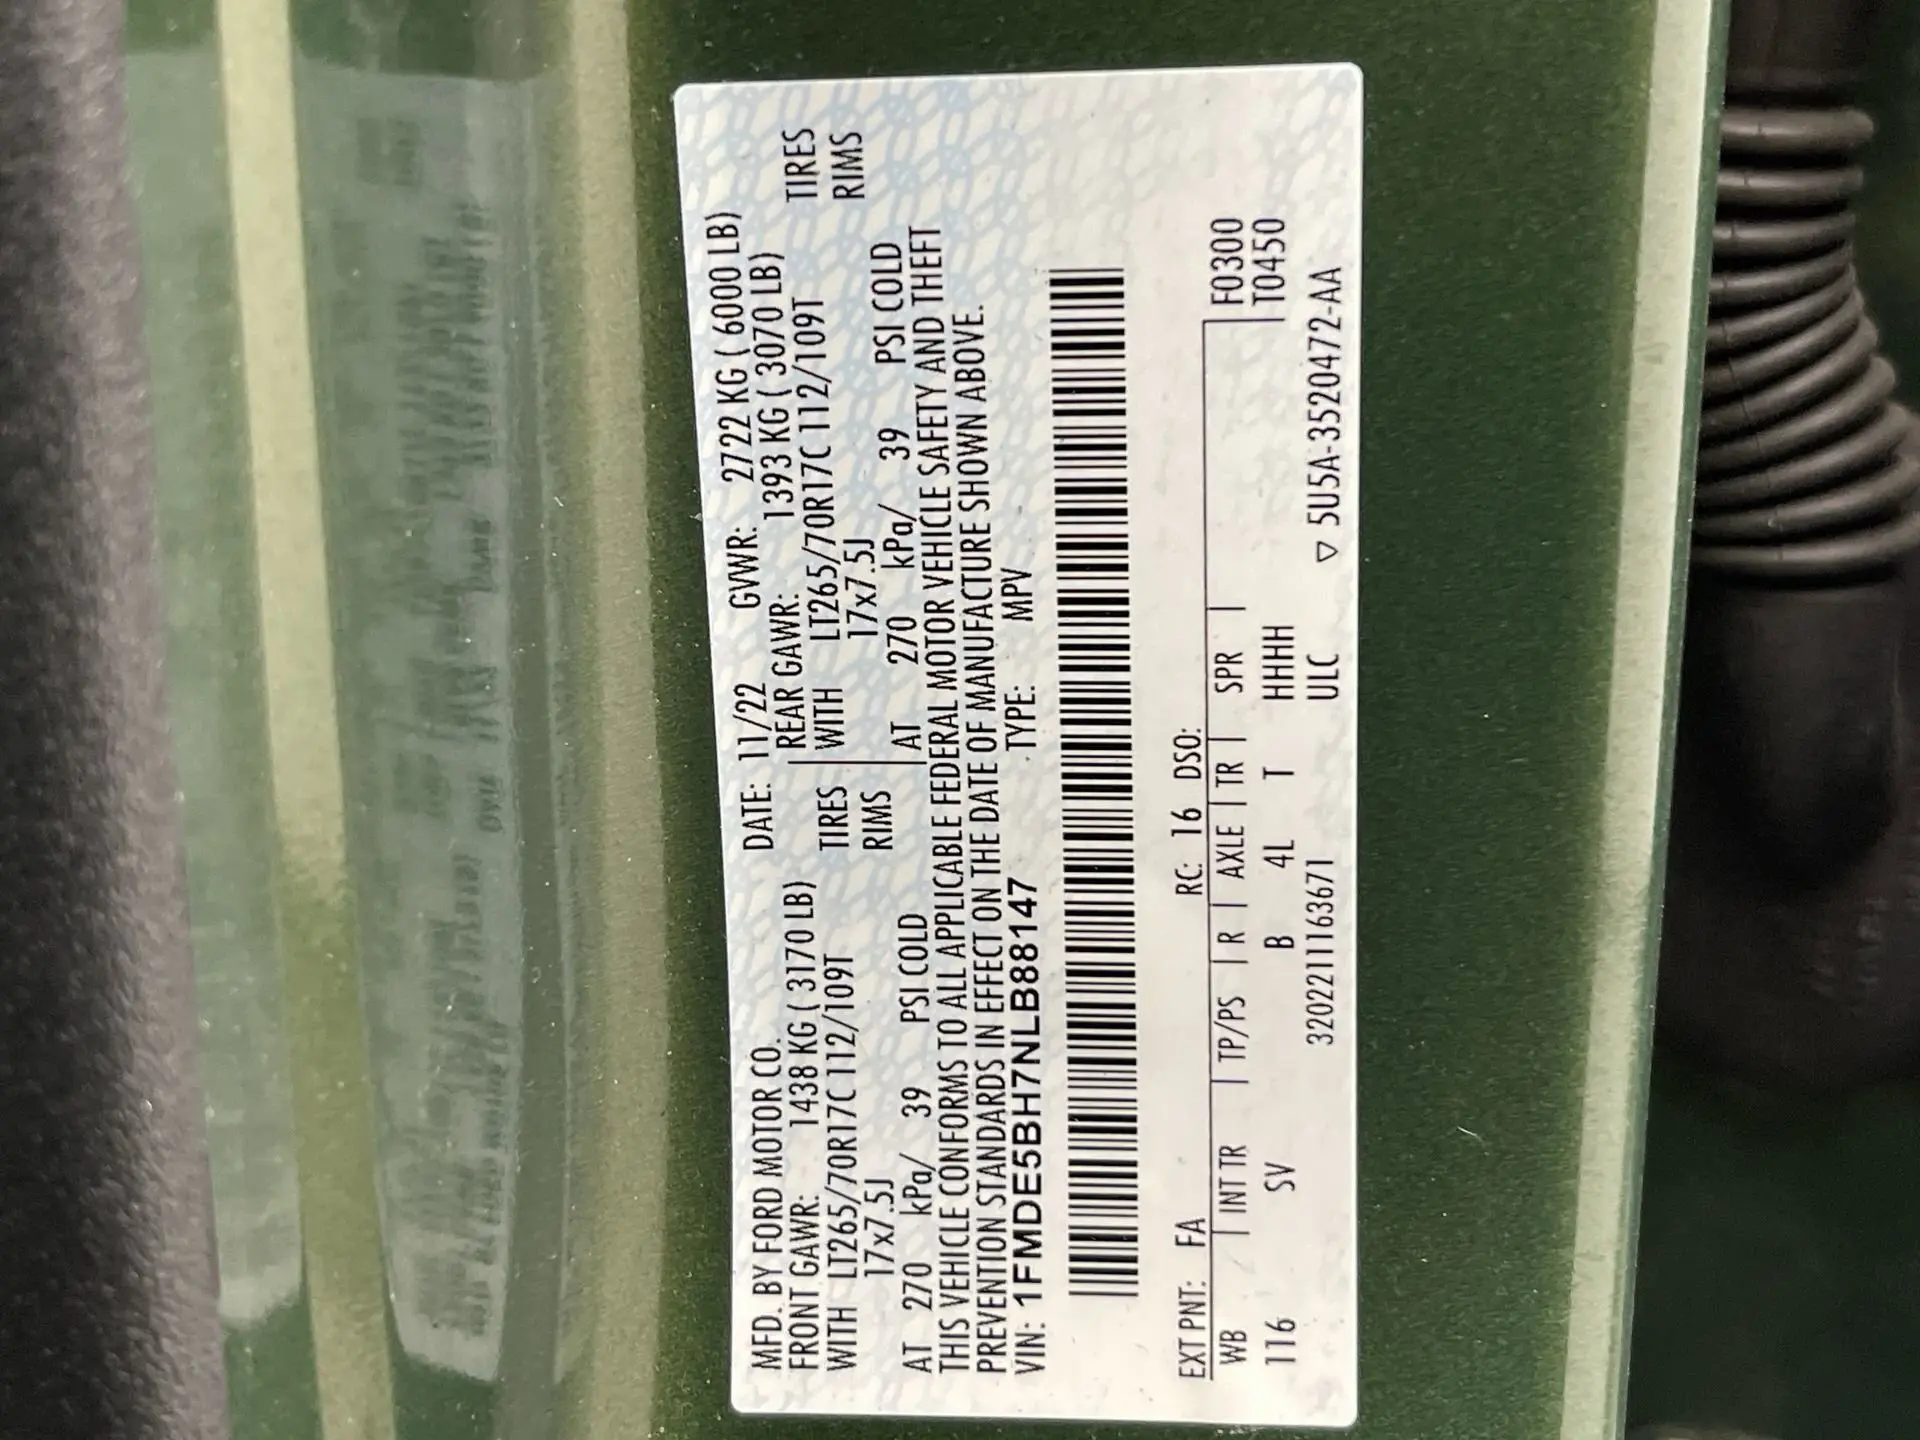 MFD. BY FORD MOTOR CO. DATE: 11/22 GVWR: 2722 KG ( 6000 LB)
FRONT GAWR: 1438 KG ( 3170 LB) REAR GAWR: 1393 KG ( 3070 LB)
WITH LT265/70R17C 112/109T TIRES WITH LT265/70R17C 112/109T TIRES
17x7.5J RIMS 17x7.5J RIMS
AT 270 kPa/ 39 PSI COLD AT 270 kPa/ 39 PSI COLD
THIS VEHICLE CONFORMS TO ALL APPLICABLE FEDERAL MOTOR VEHICLE SAFETY AND THEFT
PREVENTION STANDARDS IN EFFECT ON THE DATE OF MANUFACTURE SHOWN ABOVE.
VIN: 1FMDE5BH7NLB88147 TYPE: MPV
EXT PNT: FA RC: 16 DSO:
WB INT TR TP/PS R AXLE TR SPR F0300
116 SV B 4L T HHHH T0450
3202211163671 ULC ▽ 5U5A-3520472-AA